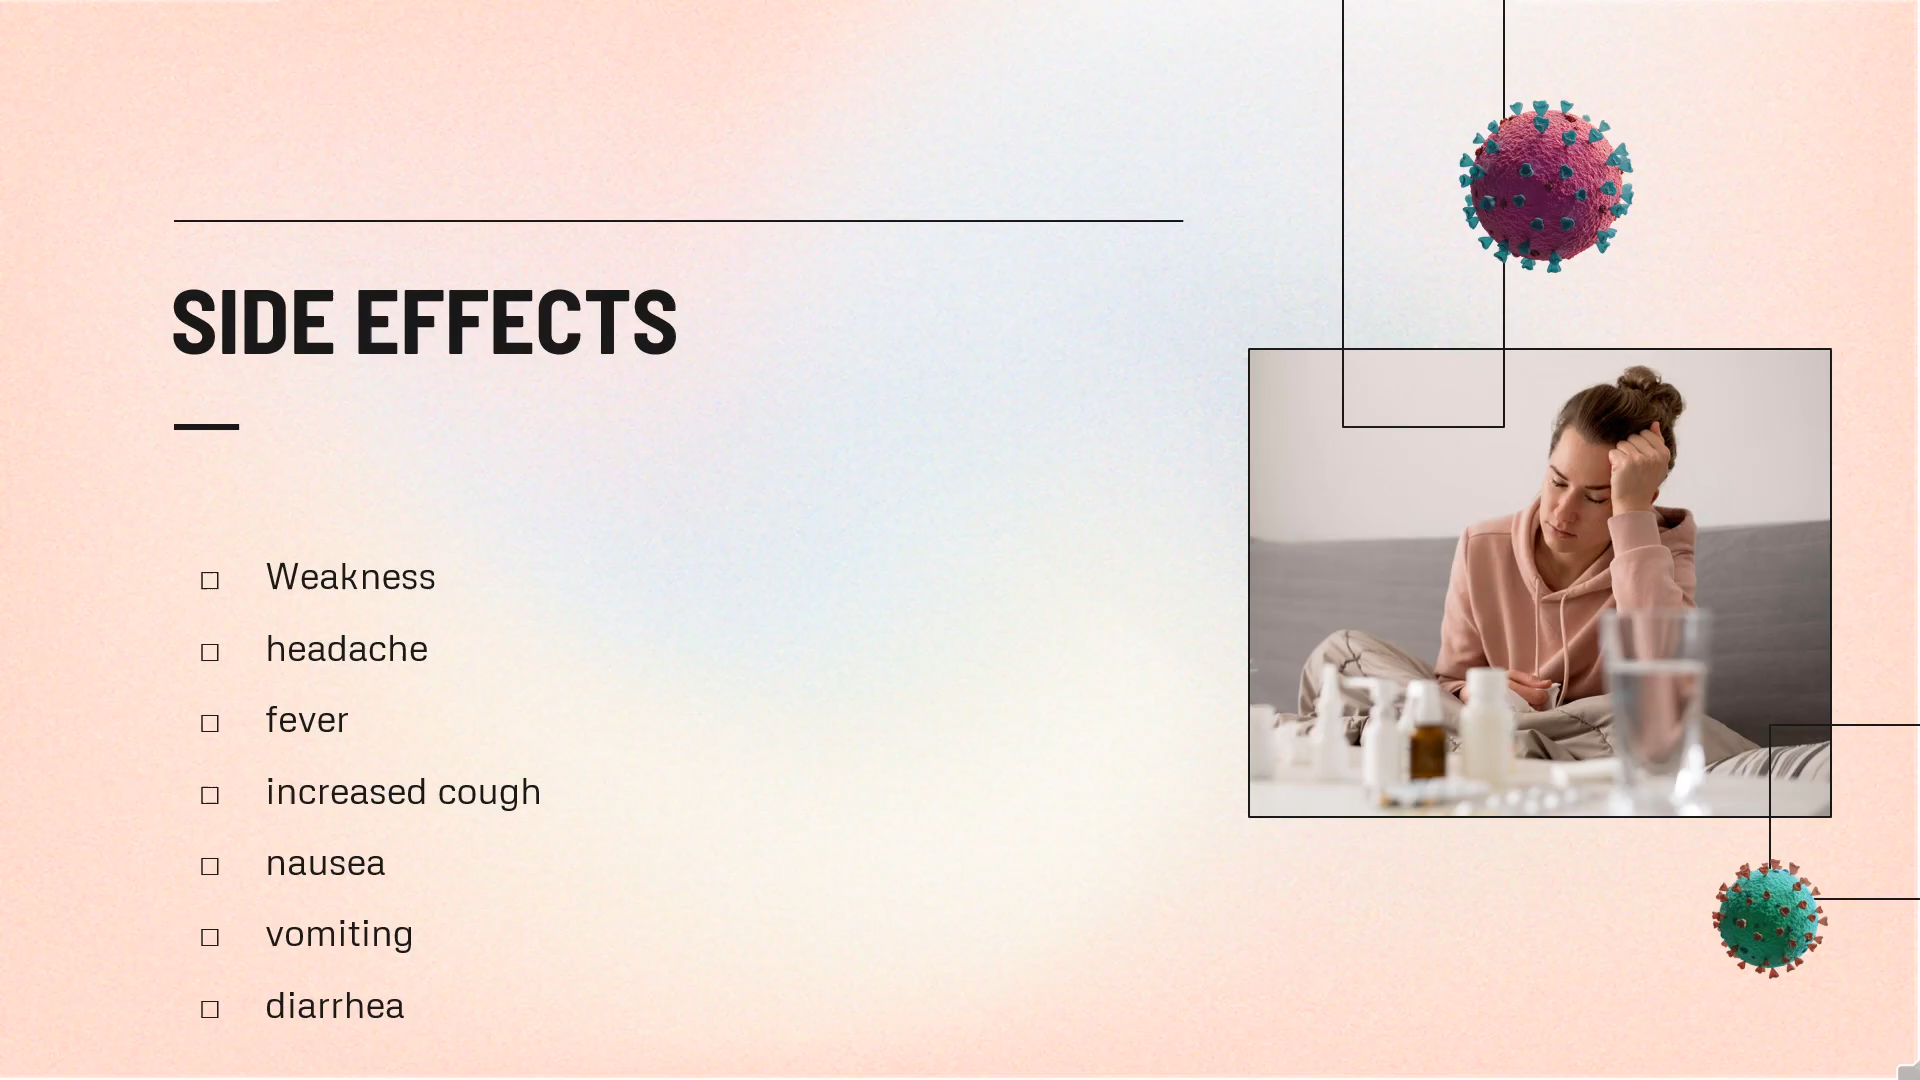 SIDE EFFECTS
□ Weakness
□ headache
□ fever
□ increased cough
□ nausea
□ vomiting
□ diarrhea